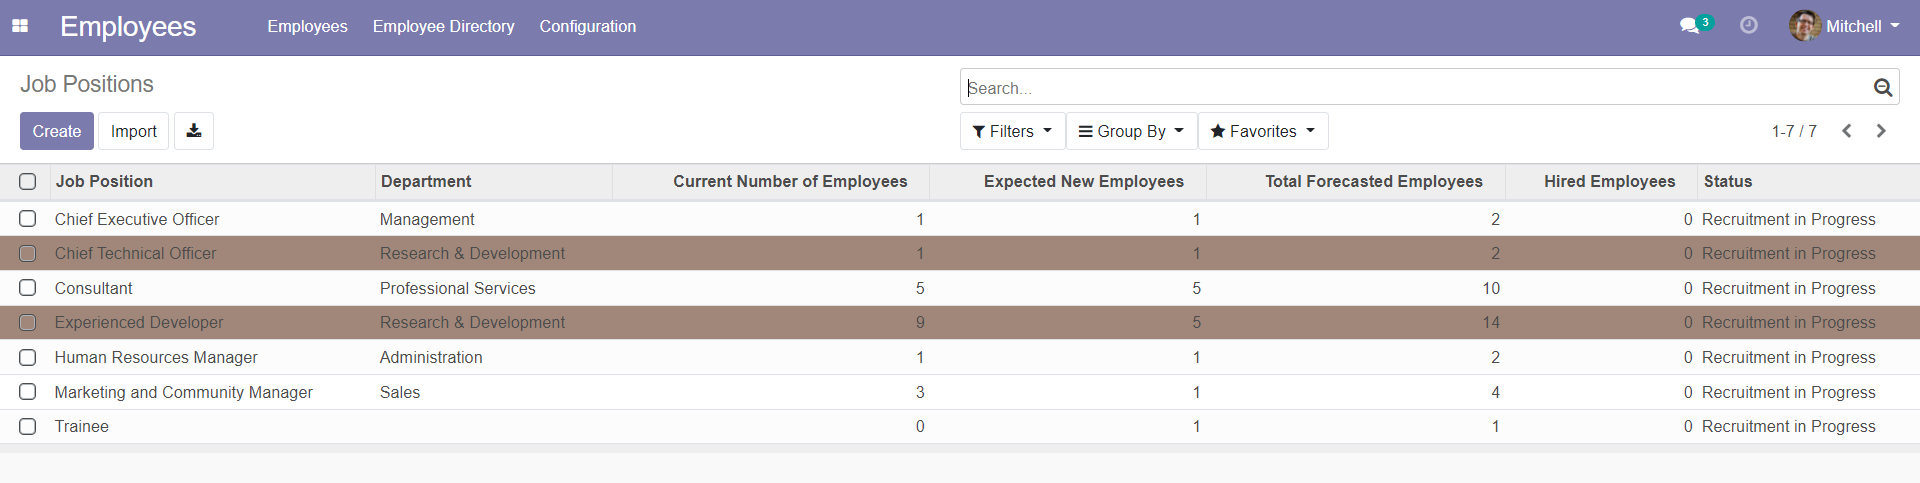 Employees Employees Employee Directory Configuration 3 Mitchell
Job Positions Search...
Create Import Filters Group By Favorites 1-7 / 7
Job Position Department Current Number of Employees Expected New Employees Total Forecasted Employees Hired Employees Status
Chief Executive Officer Management 1 1 2 0 Recruitment in Progress
Chief Technical Officer Research & Development 1 1 2 0 Recruitment in Progress
Consultant Professional Services 5 5 10 0 Recruitment in Progress
Experienced Developer Research & Development 9 5 14 0 Recruitment in Progress
Human Resources Manager Administration 1 1 2 0 Recruitment in Progress
Marketing and Community Manager Sales 3 1 4 0 Recruitment in Progress
Trainee 0 1 1 0 Recruitment in Progress